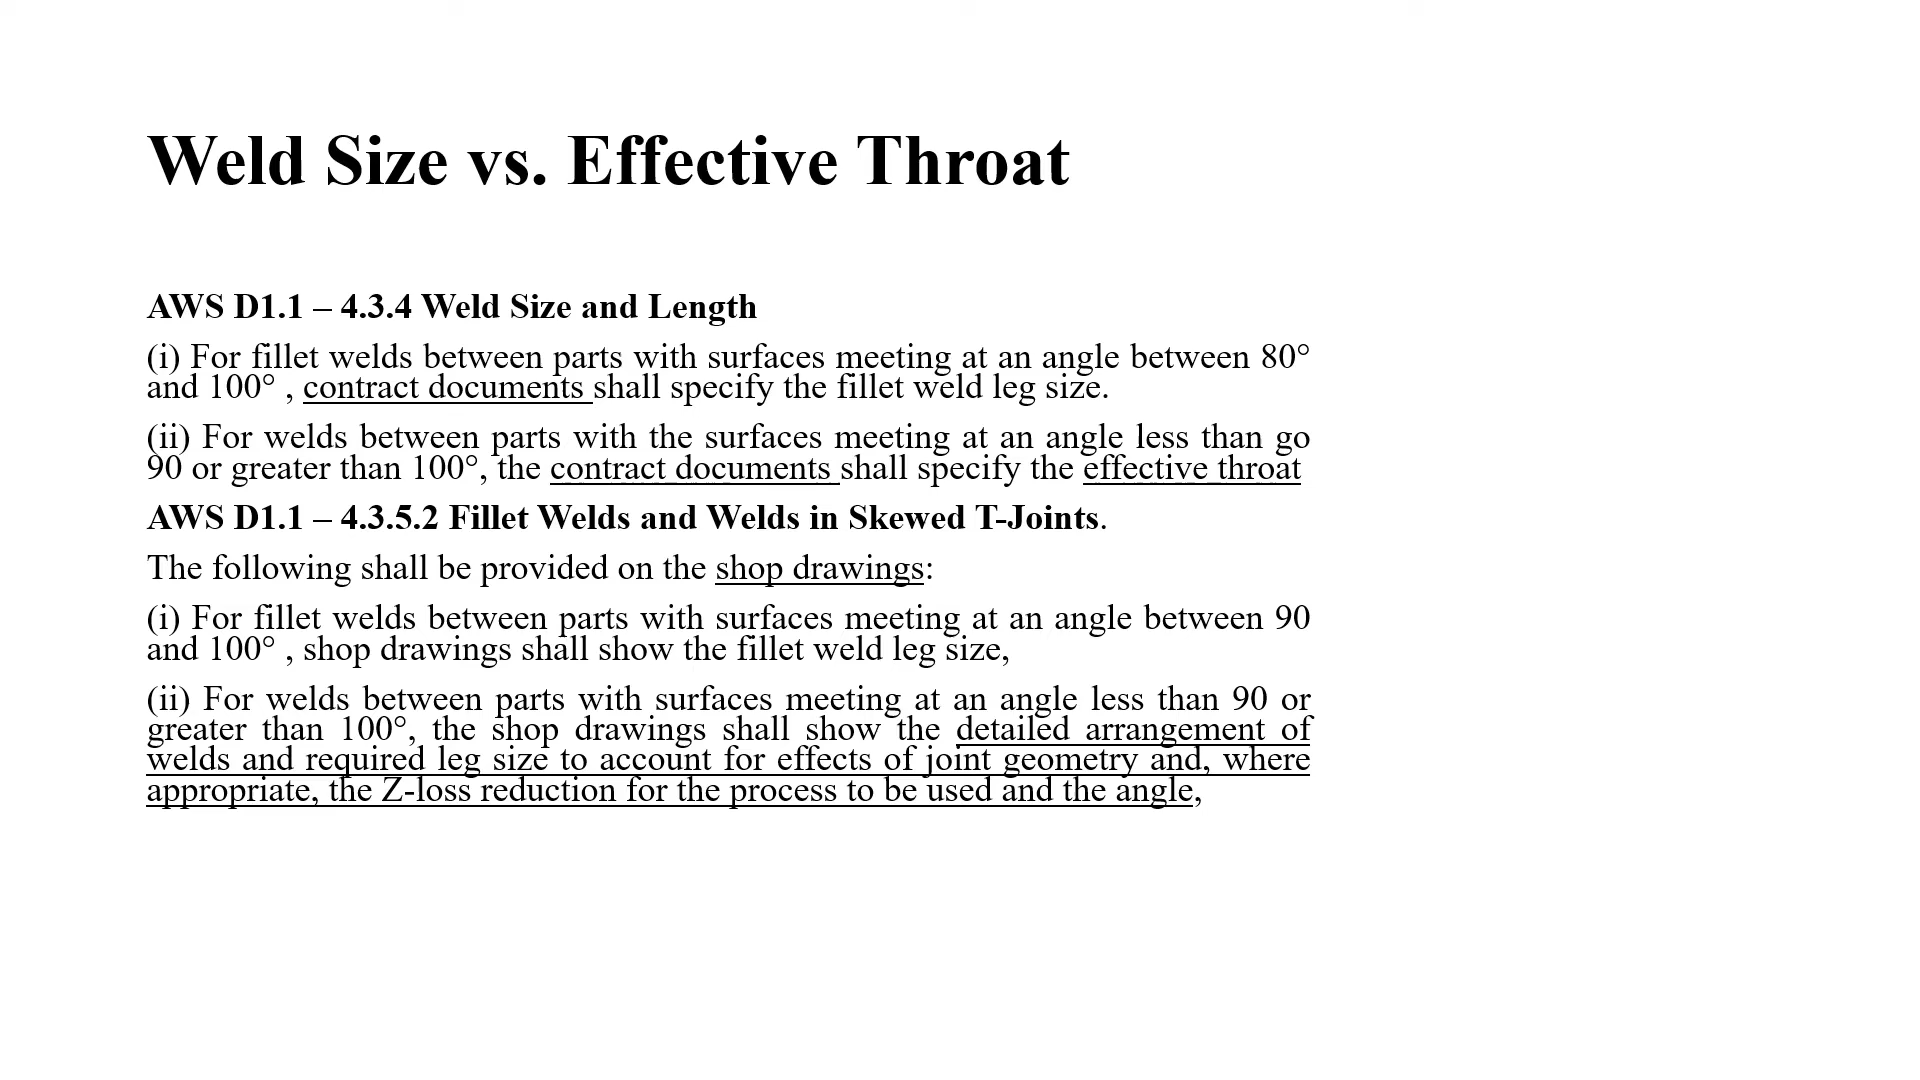 Weld Size vs. Effective Throat
AWS D1.1 – 4.3.4 Weld Size and Length
(i) For fillet welds between parts with surfaces meeting at an angle between 80°
and 100° , contract documents shall specify the fillet weld leg size.
(ii) For welds between parts with the surfaces meeting at an angle less than go
90 or greater than 100°, the contract documents shall specify the effective throat
AWS D1.1 – 4.3.5.2 Fillet Welds and Welds in Skewed T-Joints.
The following shall be provided on the shop drawings:
(i) For fillet welds between parts with surfaces meeting at an angle between 90
and 100° , shop drawings shall show the fillet weld leg size,
(ii) For welds between parts with surfaces meeting at an angle less than 90 or
greater than 100°, the shop drawings shall show the detailed arrangement of
welds and required leg size to account for effects of joint geometry and, where
appropriate, the Z-loss reduction for the process to be used and the angle,